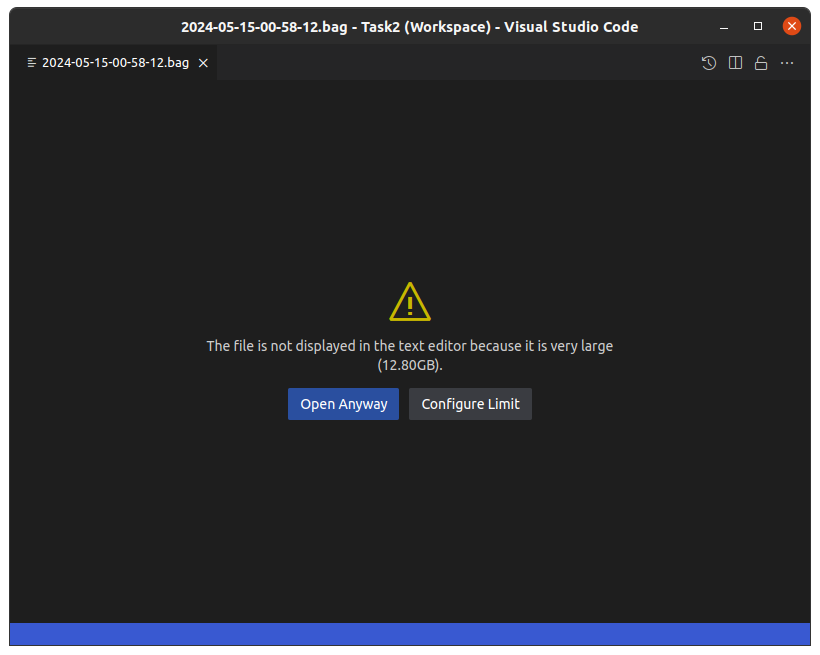 2024-05-15-00-58-12.bag - Task2 (Workspace) - Visual Studio Code
2024-05-15-00-58-12.bag
The file is not displayed in the text editor because it is very large
(12.80GB).
Open Anyway
Configure Limit